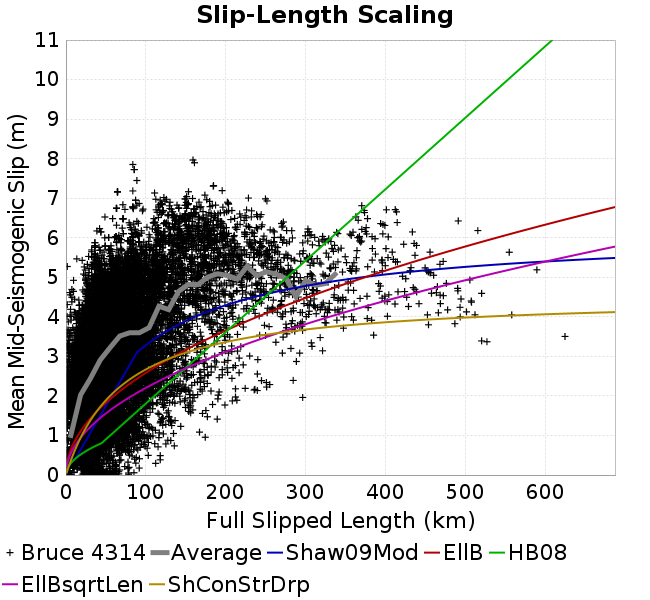 Slip-Length Scaling
Mean Mid-Seismogenic Slip (m)
11
10
9
8
7
6
5
4
3
2
1
0
0 100 200 300 400 500 600
Full Slipped Length (km)
Bruce 4314 Average Shaw09Mod EllB HB08
EllBsqrtLen ShConStrDrp